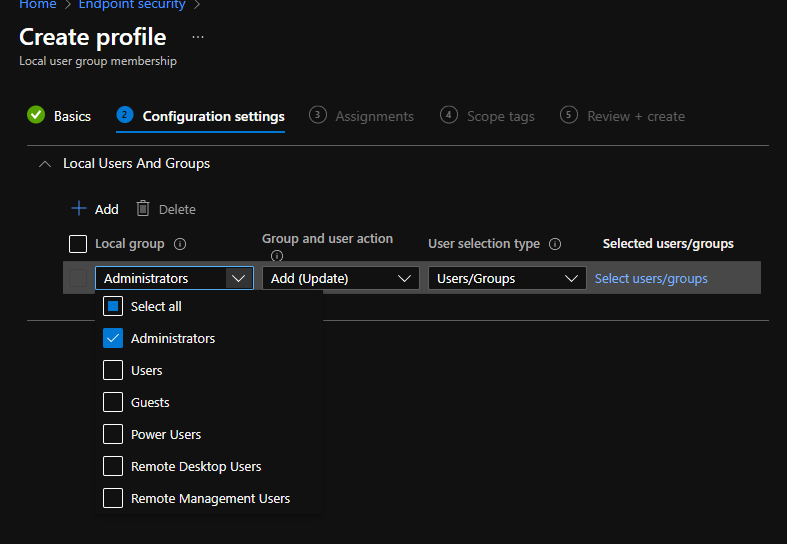 Home > Endpoint security >
Create profile ...
Local user group membership
Basics 2 Configuration settings 3 Assignments 4 Scope tags 5 Review + create
Local Users And Groups
Add Delete
Local group Group and user action User selection type Selected users/groups
Administrators Add (Update) Users/Groups Select users/groups
Select all
Administrators
Users
Guests
Power Users
Remote Desktop Users
Remote Management Users